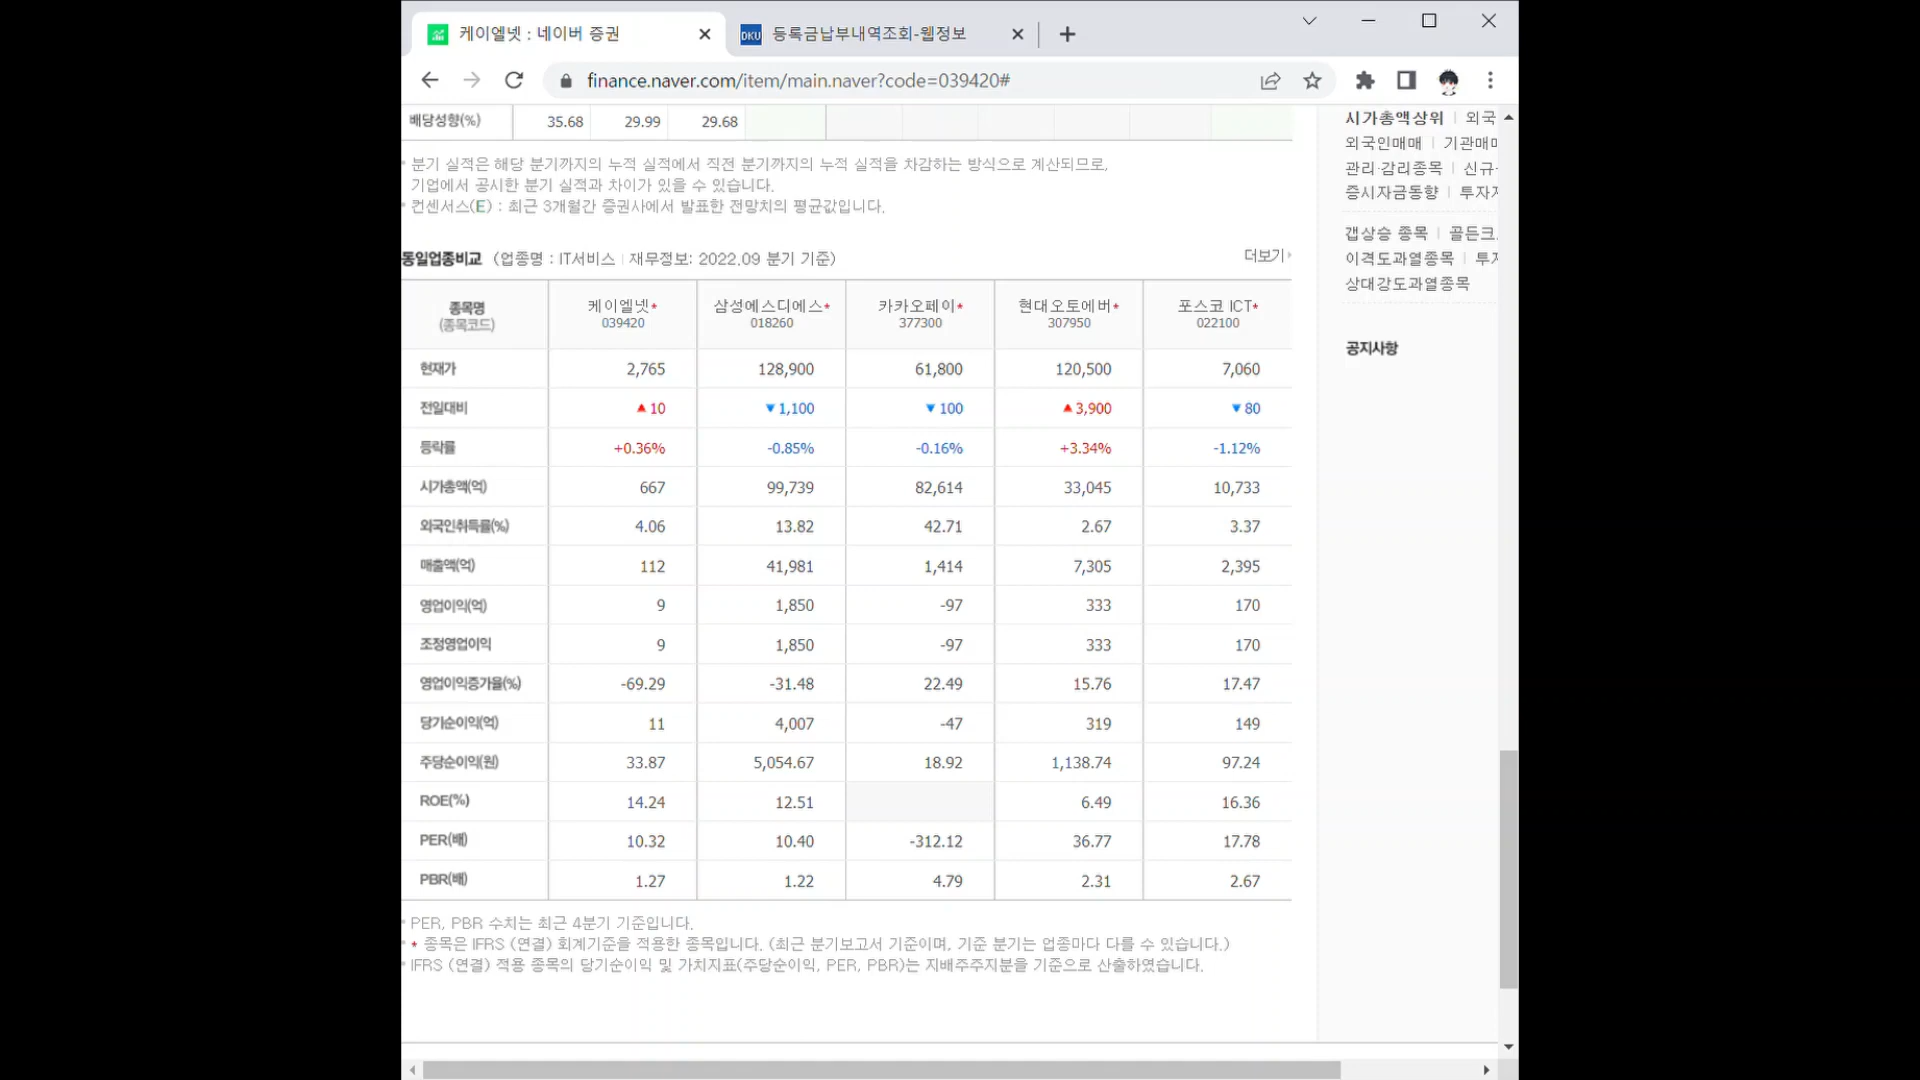 케이엘넷 : 네이버 증권
DKU 등록금납부내역조회-웹정보
finance.naver.com/item/main.naver?code=039420#
배당성향(%) 35.68 29.99 29.68
* 분기 실적은 해당 분기까지의 누적 실적에서 직전 분기까지의 누적 실적을 차감하는 방식으로 계산되므로,
기업에서 공시한 분기 실적과 차이가 있을 수 있습니다.
* 컨센서스(E) : 최근 3개월간 증권사에서 발표한 전망치의 평균값입니다.
동일업종비교 (업종명 : IT서비스 | 재무정보: 2022.09 분기 기준) 더보기
종목명 케이엘넷* 삼성에스디에스* 카카오페이* 현대오토에버* 포스코 ICT*
(종목코드) 039420 018260 377300 307950 022100
현재가 2,765 128,900 61,800 120,500 7,060
전일대비 ▲10 ▼1,100 ▼100 ▲3,900 ▼80
등락률 +0.36% -0.85% -0.16% +3.34% -1.12%
시가총액(억) 667 99,739 82,614 33,045 10,733
외국인취득률(%) 4.06 13.82 42.71 2.67 3.37
매출액(억) 112 41,981 1,414 7,305 2,395
영업이익(억) 9 1,850 -97 333 170
조정영업이익 9 1,850 -97 333 170
영업이익증가율(%) -69.29 -31.48 22.49 15.76 17.47
당기순이익(억) 11 4,007 -47 319 149
주당순이익(원) 33.87 5,054.67 18.92 1,138.74 97.24
ROE(%) 14.24 12.51 6.49 16.36
PER(배) 10.32 10.40 -312.12 36.77 17.78
PBR(배) 1.27 1.22 4.79 2.31 2.67
* PER, PBR 수치는 최근 4분기 기준입니다.
* * 종목은 IFRS (연결) 회계기준을 적용한 종목입니다. (최근 분기보고서 기준이며, 기준 분기는 업종마다 다를 수 있습니다.)
* IFRS (연결) 적용 종목의 당기순이익 및 가치지표(주당순이익, PER, PBR)는 지배주주지분을 기준으로 산출하였습니다.
시가총액상위 | 외국
외국인매매 | 기관매매
관리·감리종목 | 신규
증시자금동향 | 투자
갭상승 종목 | 골든크
이격도과열종목 | 투
상대강도과열종목
공지사항